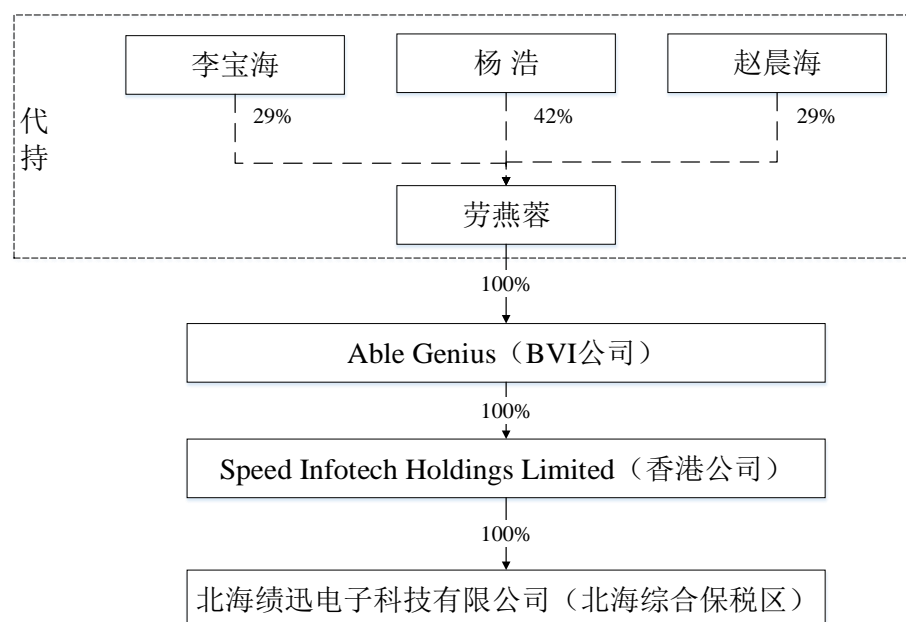 李宝海
杨 浩
赵晨海
29%
42%
29%
代持
劳燕蓉
100%
Able Genius（BVI公司）
100%
Speed Infotech Holdings Limited（香港公司）
100%
北海绩迅电子科技有限公司（北海综合保税区）